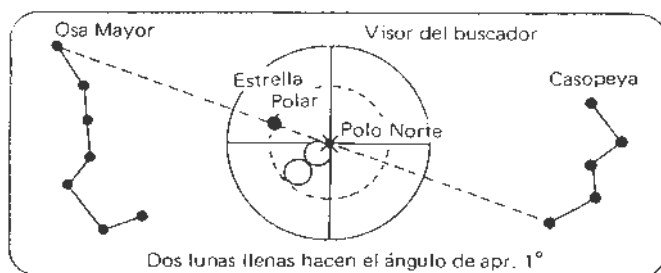 Osa Mayor
Visor del buscador
Estrella
Polar
Casopeya
Polo Norte
Dos lunas llenas hacen el ángulo de apr. 1°